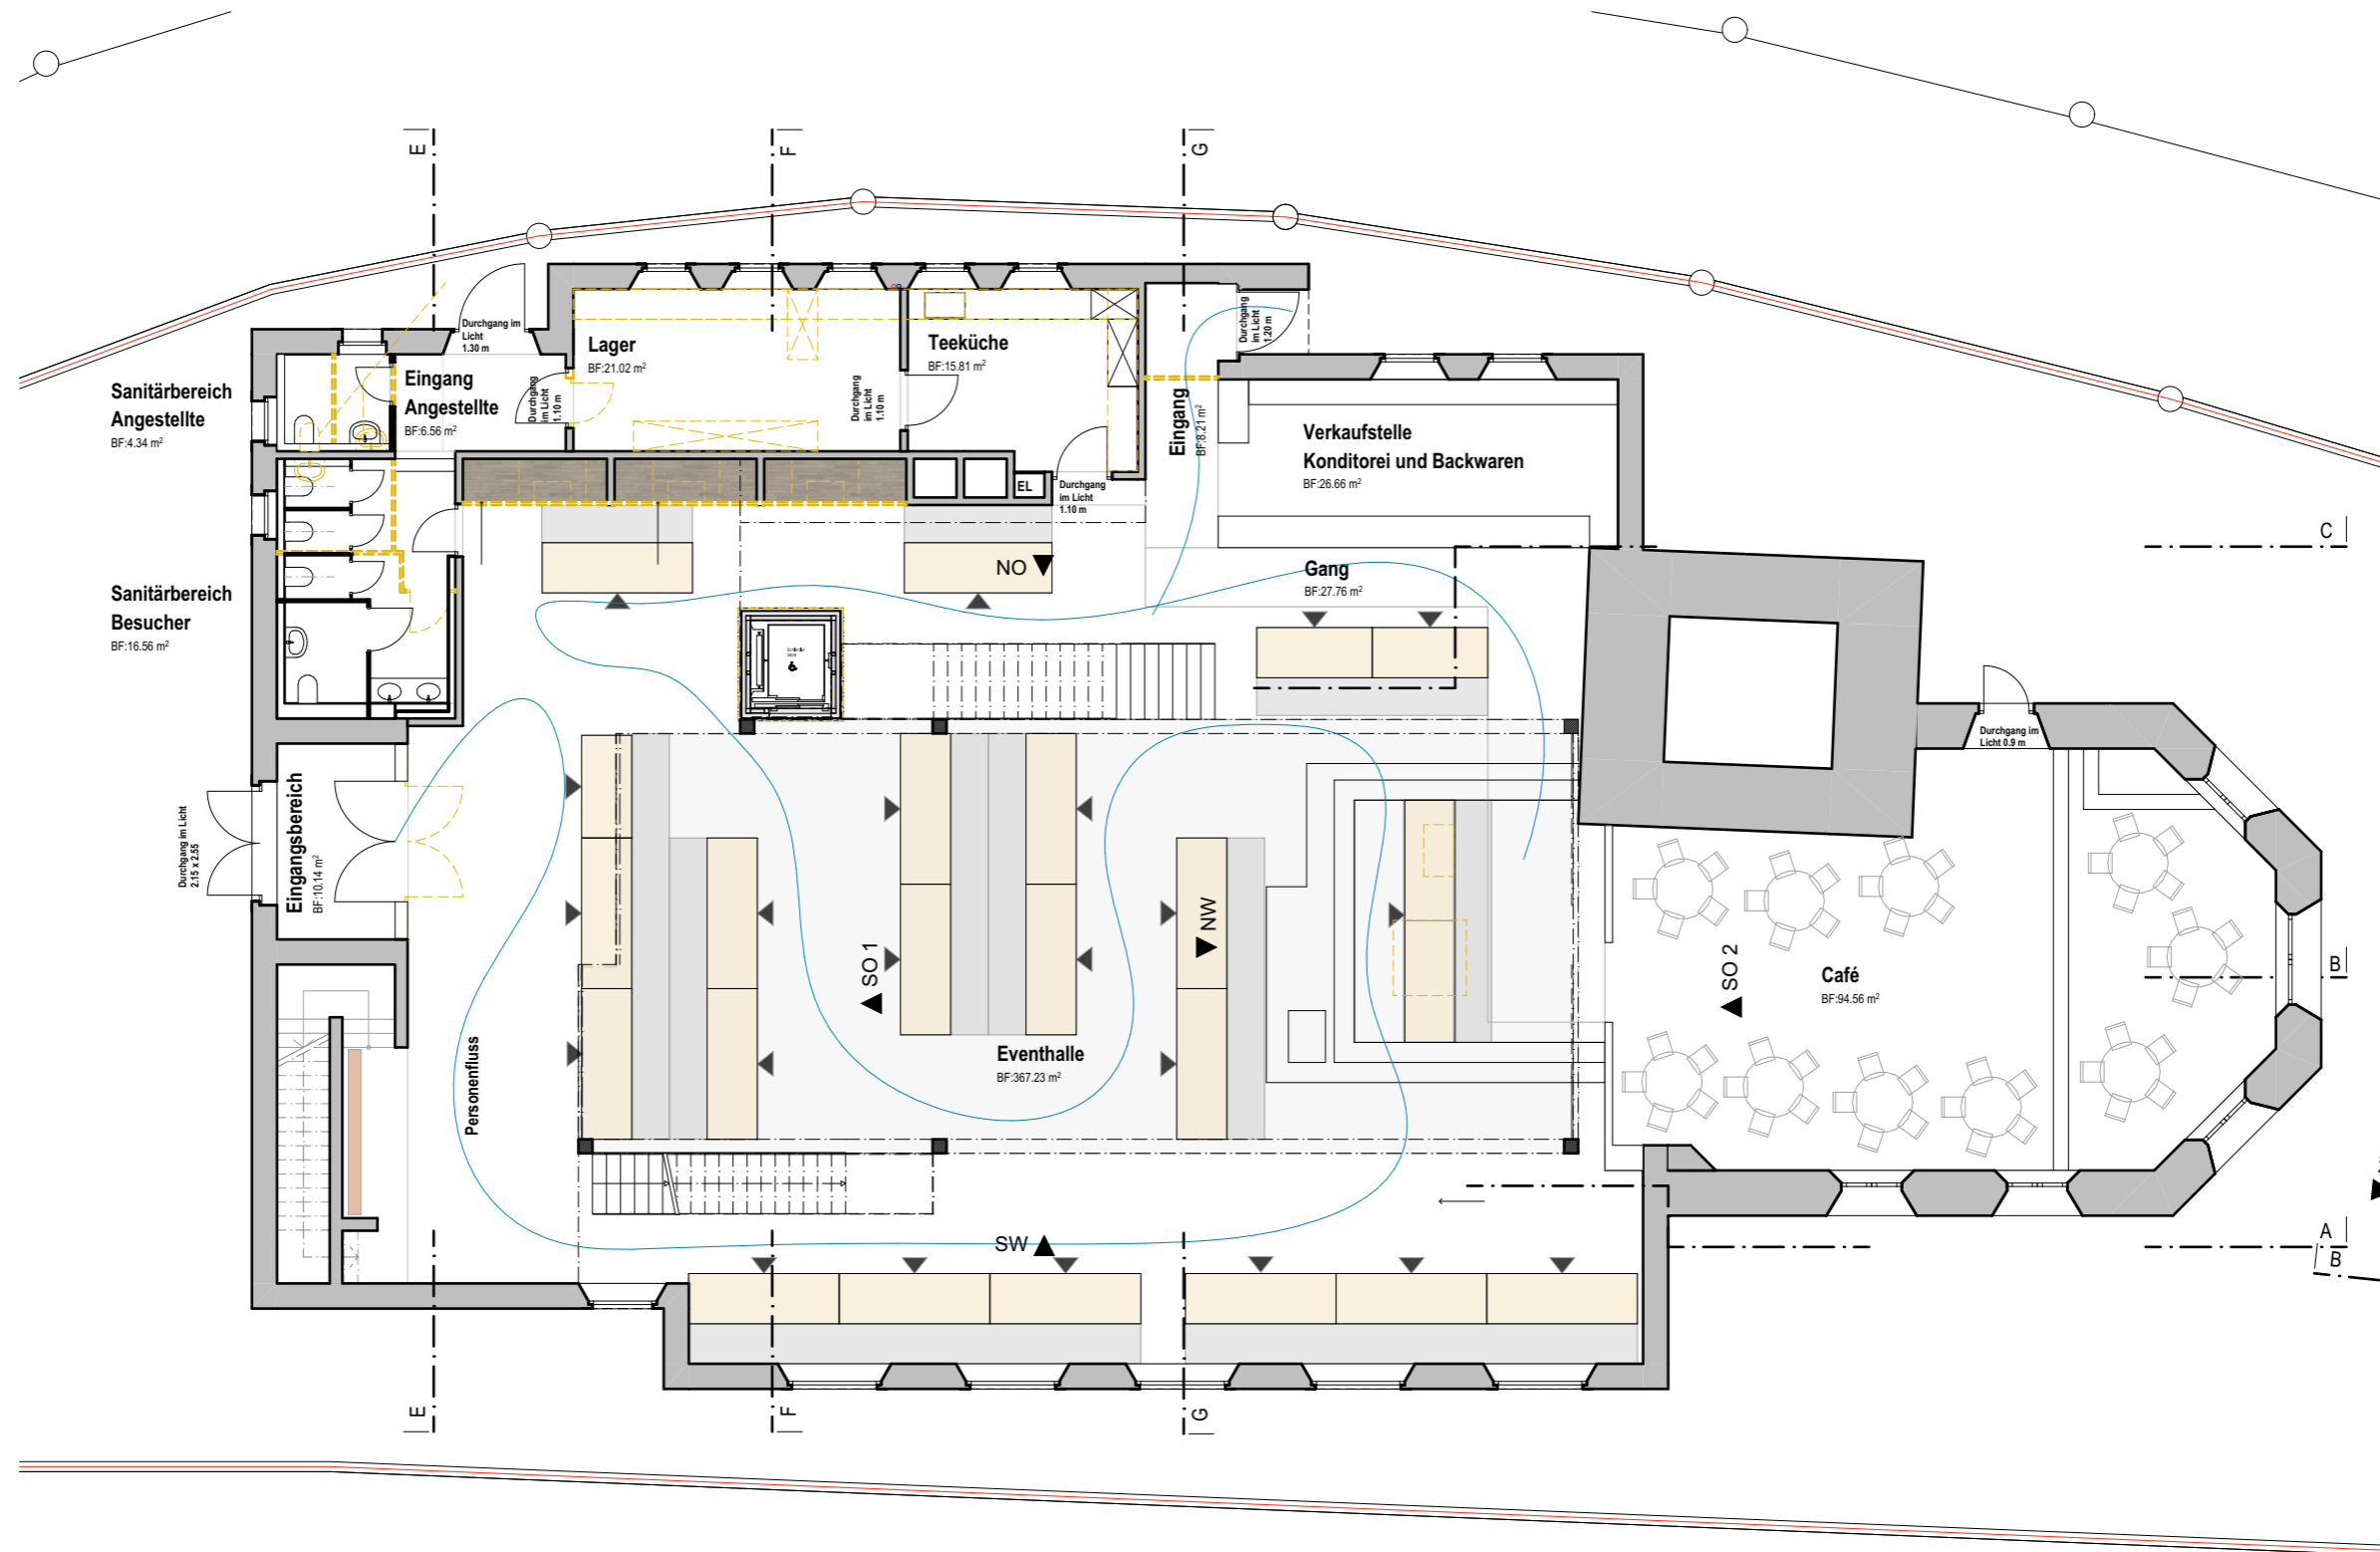 E
F
G
Durchgang im
Licht
1.30 m
Durchgang
im Licht
1.20 m
Lager
BF:21.02 m²
Teeküche
BF:15.81 m²
Sanitärbereich
Angestellte
BF:4.34 m²
Eingang
Angestellte
BF:6.56 m²
Durchgang
im Licht
1.10 m
Durchgang
im Licht
1.10 m
Eingang
BF:8.21 m²
Verkaufstelle
Konditorei und Backwaren
BF:26.66 m²
EL
Durchgang
im Licht
1.10 m
C
NO
Gang
BF:27.76 m²
Sanitärbereich
Besucher
BF:16.56 m²
Durchgang im
Licht 0.9 m
Durchgang im Licht
2.15 x 2.55
Eingangsbereich
BF:10.14 m²
SO 1
NW
SO 2
Café
BF:94.56 m²
B
Personenfluss
Eventhalle
BF:367.23 m²
SW
A
B
E
F
G